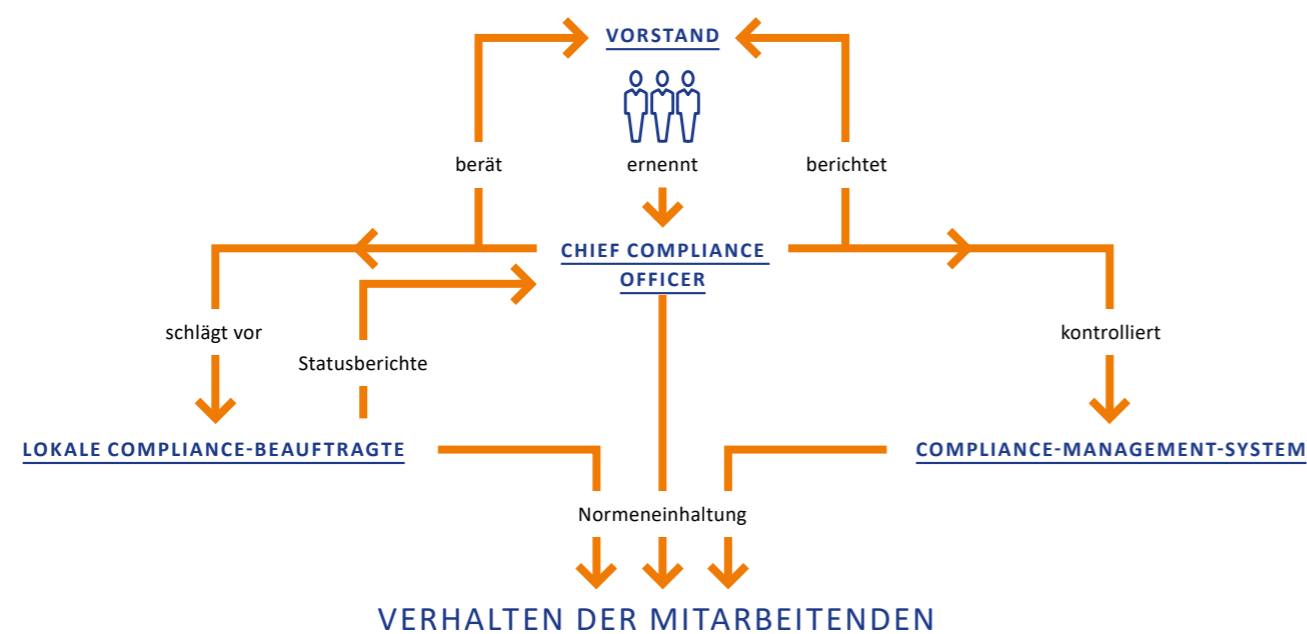 VORSTAND
berät
ernennt
berichtet
CHIEF COMPLIANCE
OFFICER
schlägt vor
kontrolliert
Statusberichte
LOKALE COMPLIANCE-BEAUFTRAGTE
COMPLIANCE-MANAGEMENT-SYSTEM
Normeneinhaltung
VERHALTEN DER MITARBEITENDEN